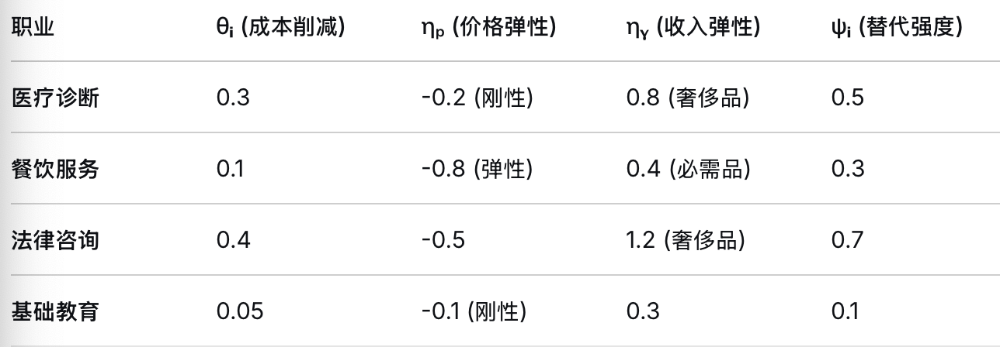 职业 θᵢ (成本削减) ηₚ (价格弹性) ηᵧ (收入弹性) ψᵢ (替代强度)
医疗诊断 0.3 -0.2 (刚性) 0.8 (奢侈品) 0.5
餐饮服务 0.1 -0.8 (弹性) 0.4 (必需品) 0.3
法律咨询 0.4 -0.5 1.2 (奢侈品) 0.7
基础教育 0.05 -0.1 (刚性) 0.3 0.1